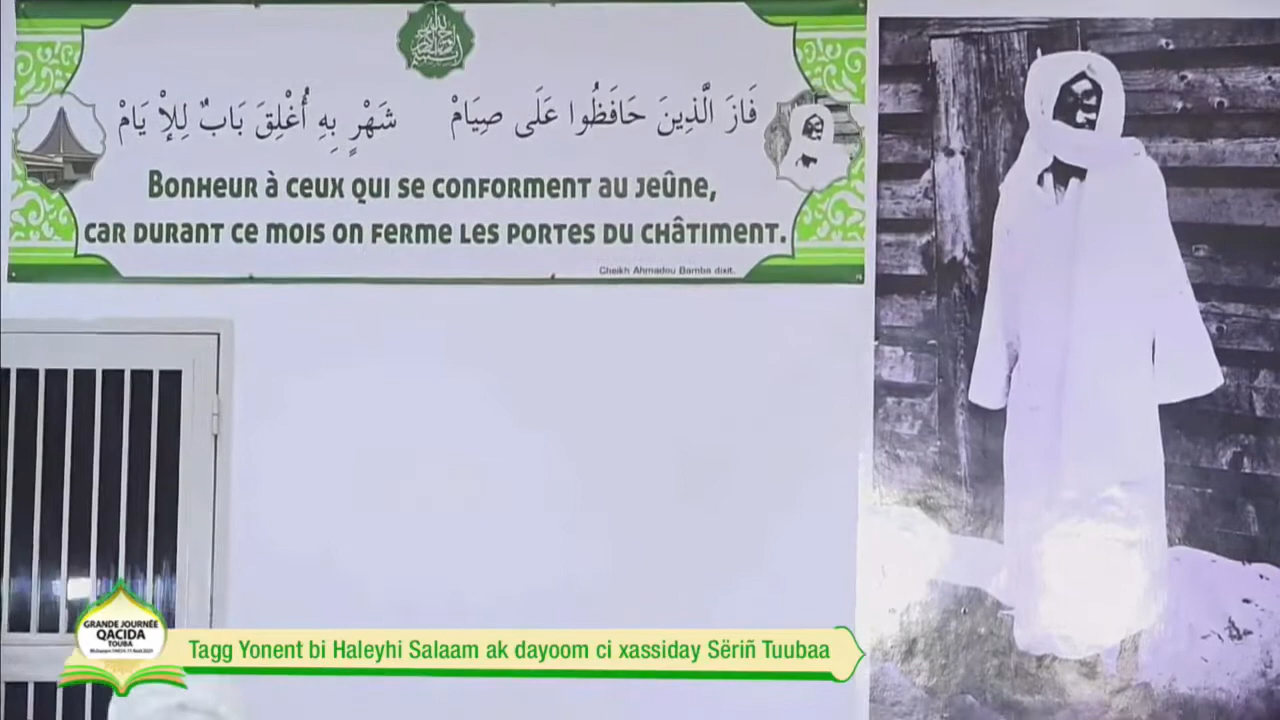 فَازَ الَّذِينَ حَافَظُوا عَلَى صِيَامْ شَهْرٍ بِهِ أُغْلِقَ بَابٌ لِلِاْيَامْ
Bonheur à ceux qui se conforment au jeûne,
car durant ce mois on ferme les portes du châtiment.
Cheikh Ahmadou Bamba dixit.
GRANDE JOURNÉE
QACIDA
TOUBA
Tagg Yonent bi Haleyhi Salaam ak dayoom ci xassiday Sëriñ Tuubaa